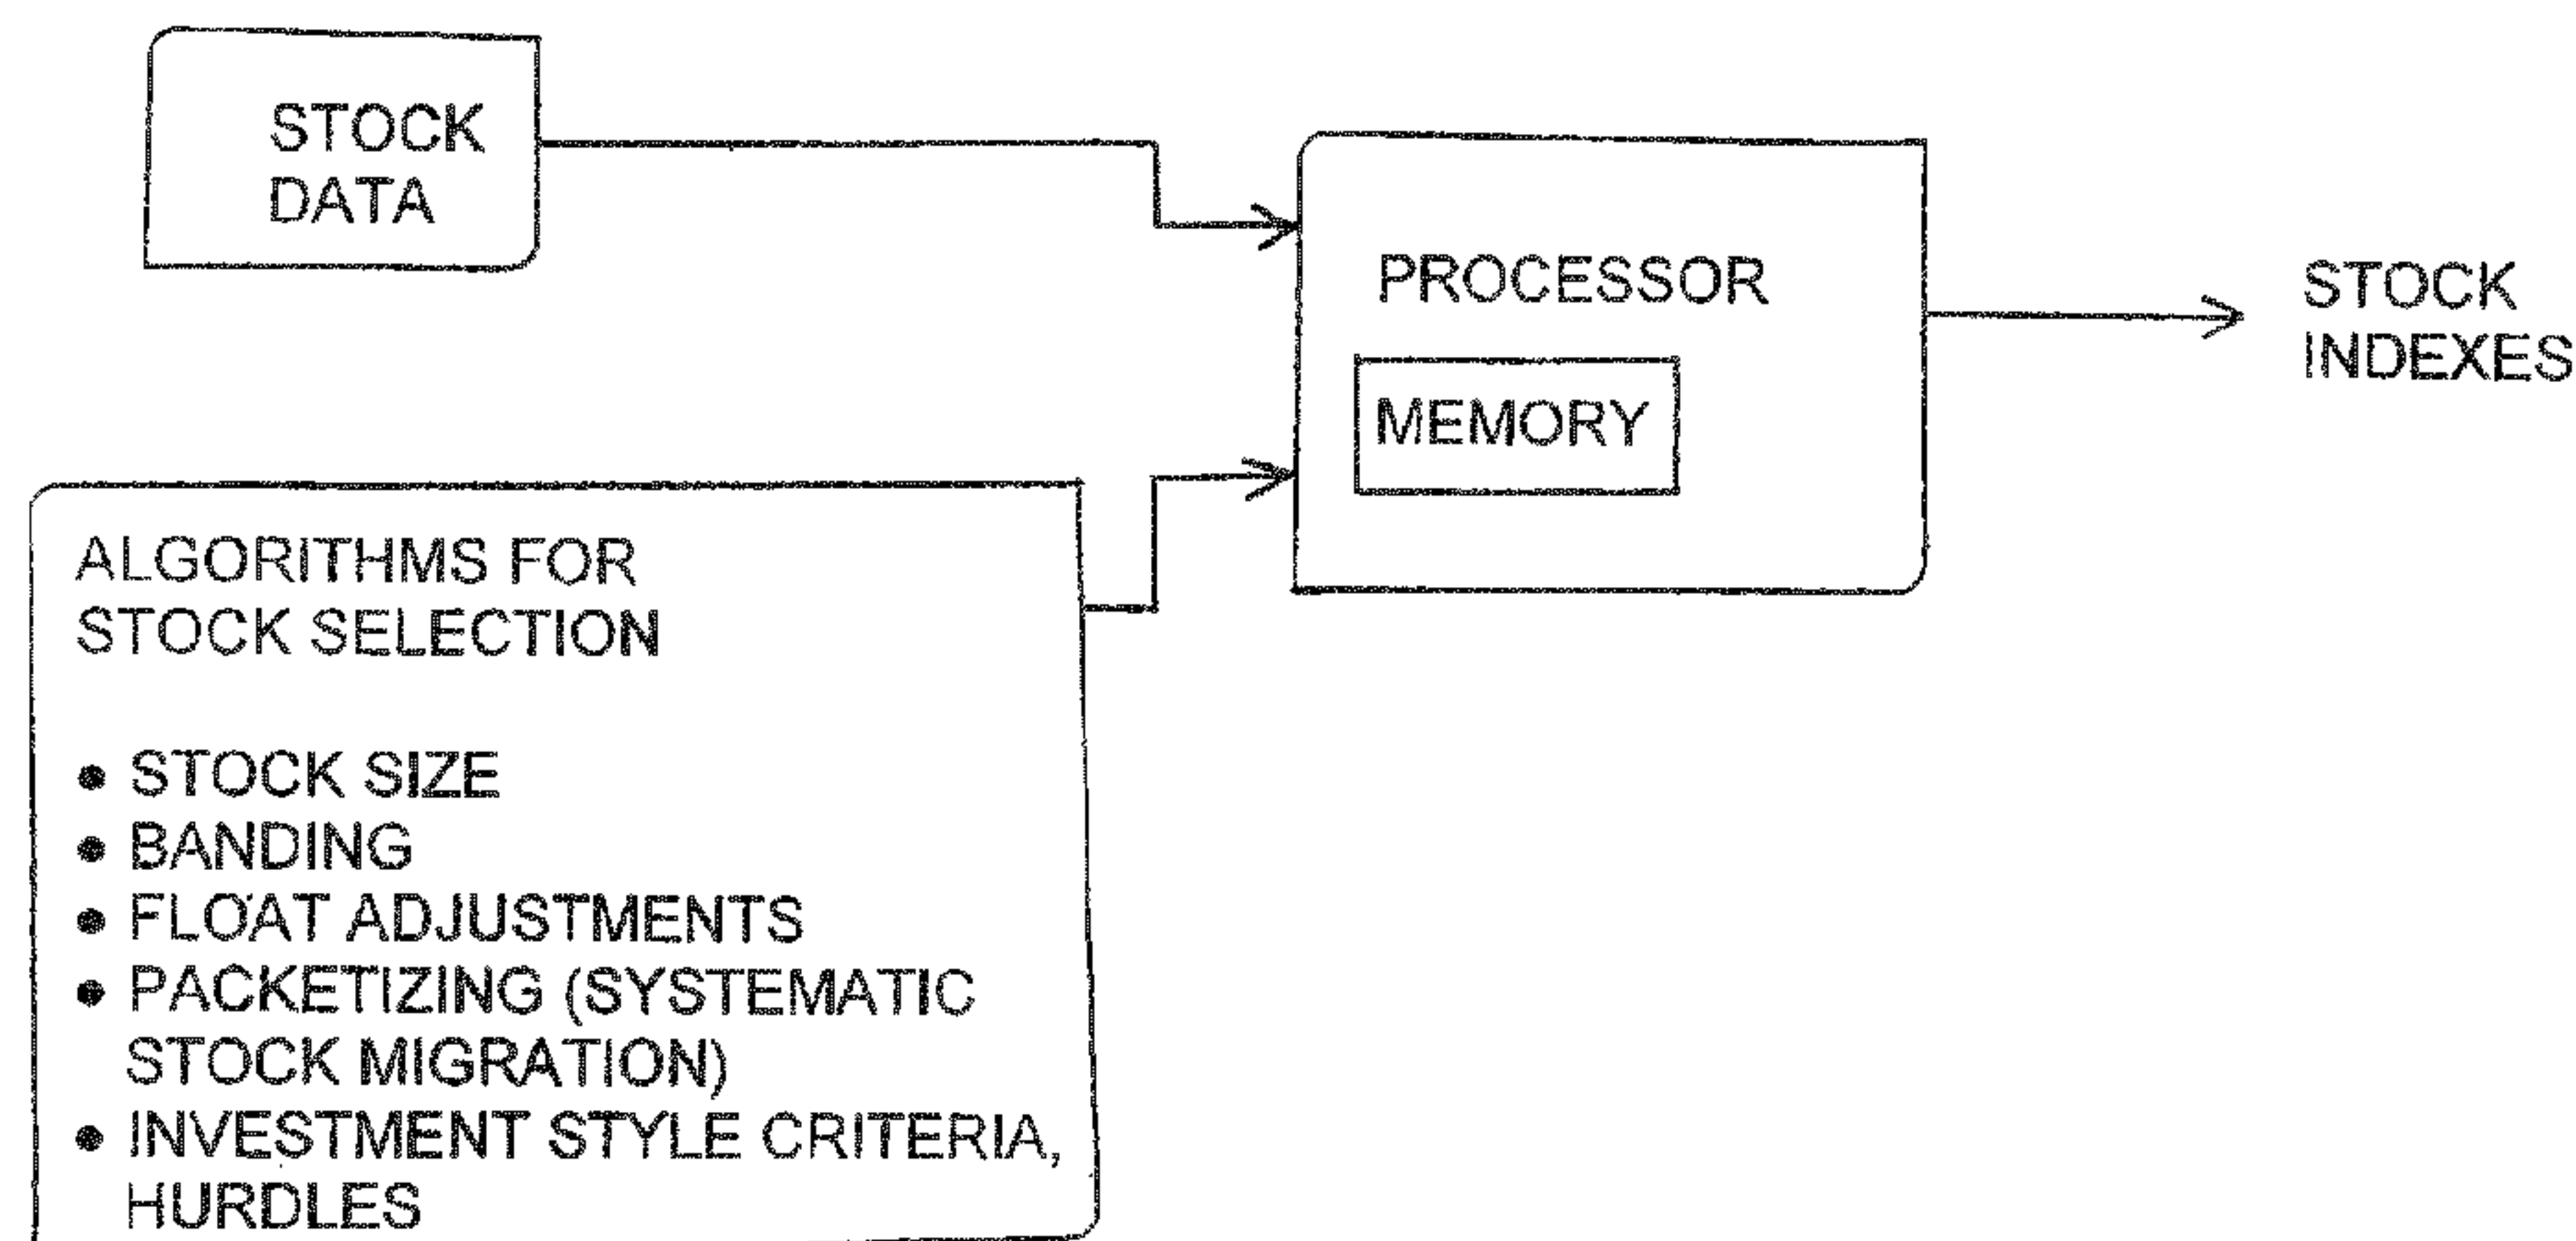 STOCK
DATA
PROCESSOR
MEMORY
STOCK
INDEXES
ALGORITHMS FOR
STOCK SELECTION
• STOCK SIZE
• BANDING
• FLOAT ADJUSTMENTS
• PACKETIZING (SYSTEMATIC
STOCK MIGRATION)
• INVESTMENT STYLE CRITERIA,
HURDLES